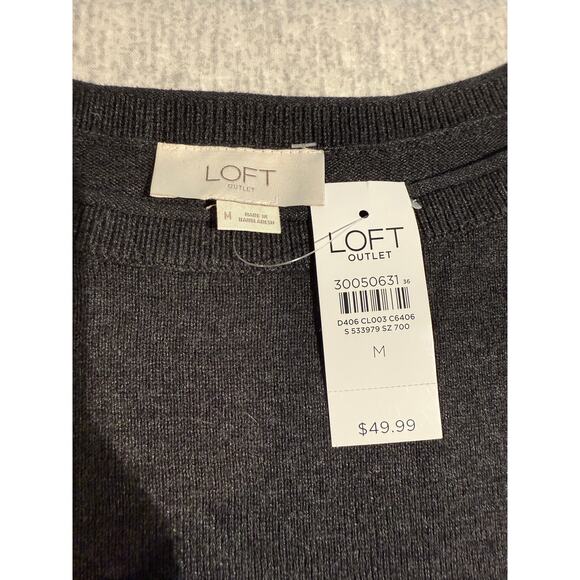 LOFT
OUTLET
M
MADE IN
BANGLADESH
LOFT
OUTLET
30050631 36
D406 CL003 C6406
S 533979 SZ 700
M
$49.99